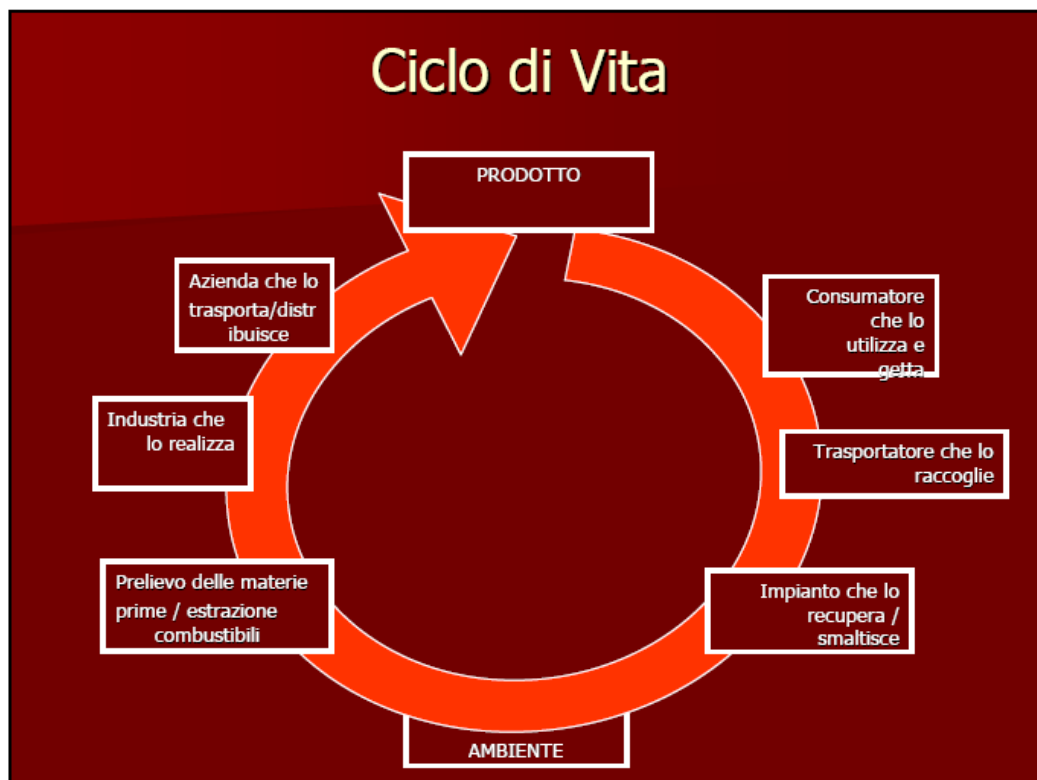 Ciclo di Vita
PRODOTTO
Azienda che lo
trasporta/distr
ibuisce
Consumatore
che lo
utilizza e
getta
Industria che
lo realizza
Trasportatore che lo
raccoglie
Prelievo delle materie
prime / estrazione
combustibili
Impianto che lo
recupera /
smaltisce
AMBIENTE